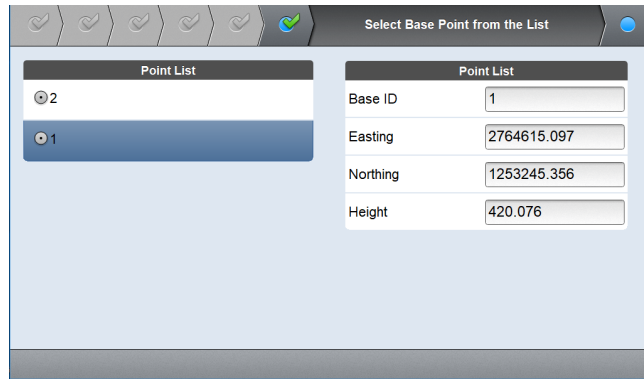 Select Base Point from the List
Point List
2
1
Point List
Base ID 1
Easting 2764615.097
Northing 1253245.356
Height 420.076